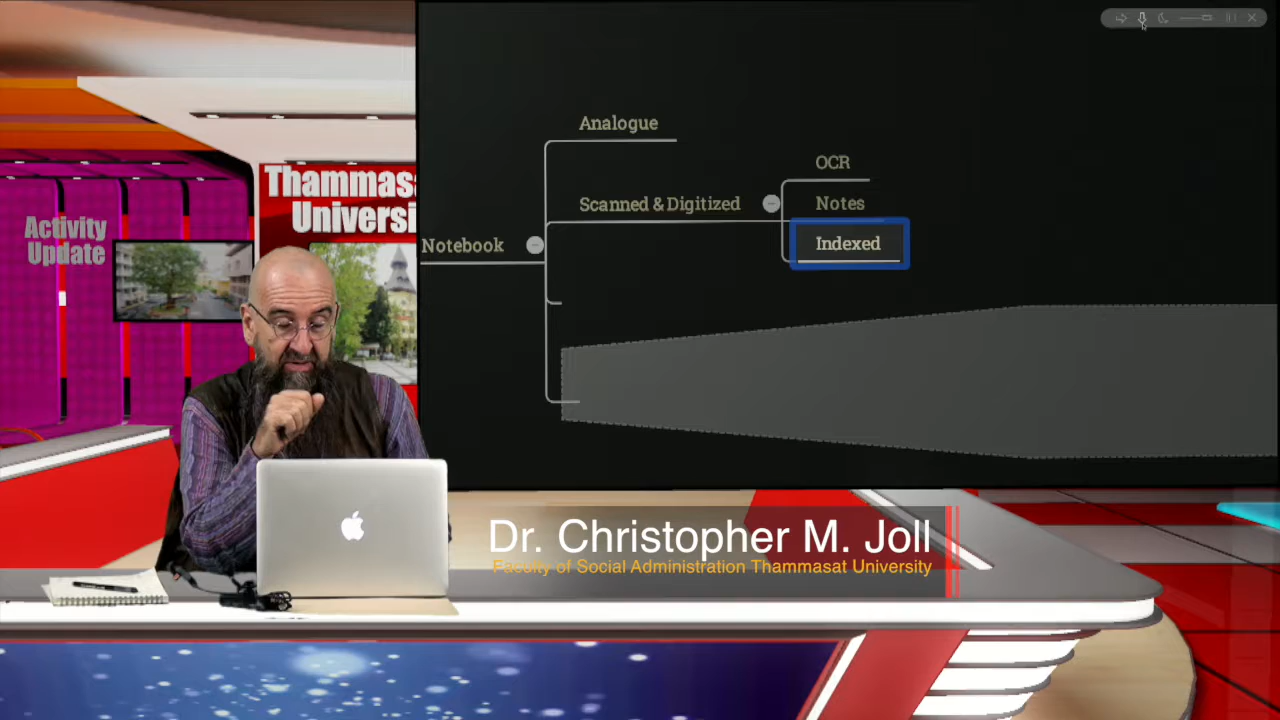 Activity
Update
Thammasa
Universi
Analogue
OCR
Scanned & Digitized
Notes
Notebook
Indexed
Dr. Christopher M. Joll
Faculty of Social Administration Thammasat University